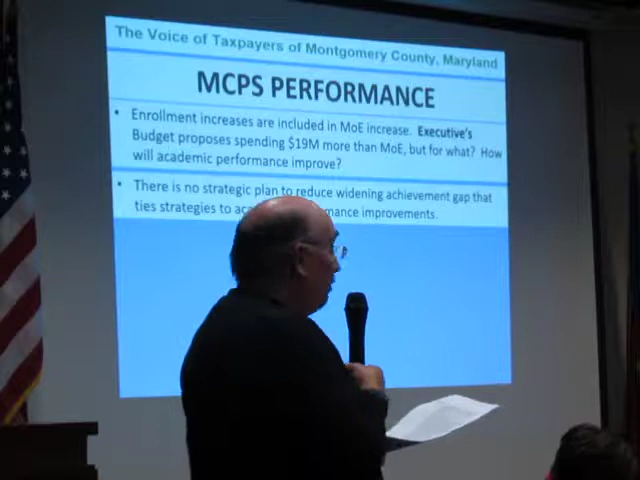 The Voice of Taxpayers of Montgomery County, Maryland
MCPS PERFORMANCE
• Enrollment increases are included in MoE increase. Executive's
Budget proposes spending $19M more than MoE, but for what? How
will academic performance improve?
• There is no strategic plan to reduce widening achievement gap that
ties strategies to improvements.